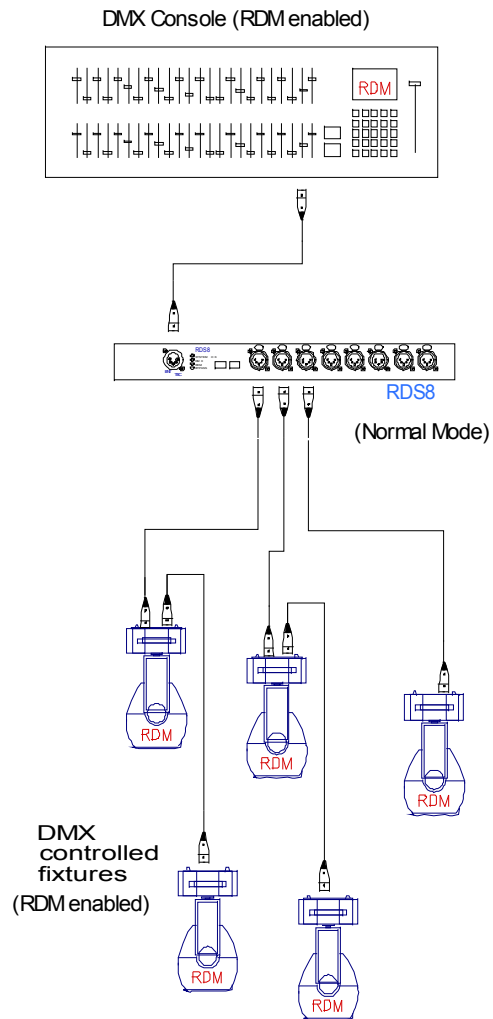 DMX Console (RDM enabled)
RDM
RDS8
RDS8
(Normal Mode)
RDM
RDM
RDM
DMX
controlled
fixtures
(RDM enabled)
RDM
RDM